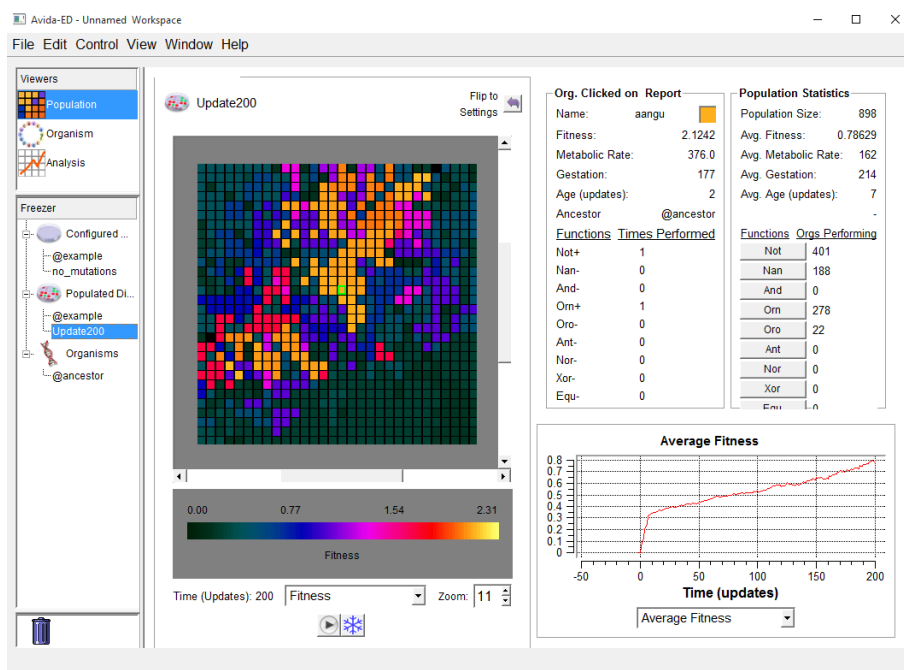 Avida-ED - Unnamed Workspace
File Edit Control View Window Help
Viewers
Population
Organism
Analysis
Freezer
Configured ...
@example
no_mutations
Populated Di...
@example
Update200
Organisms
@ancestor
Update200
Flip to
Settings
0.00 0.77 1.54 2.31
Fitness
Time (Updates): 200 Fitness Zoom: 11
Org. Clicked on Report
Name: aangu
Fitness: 2.1242
Metabolic Rate: 376.0
Gestation: 177
Age (updates): 2
Ancestor @ancestor
Functions Times Performed
Not+ 1
Nan- 0
And- 0
Orn+ 1
Oro- 0
Ant- 0
Nor- 0
Xor- 0
Equ- 0
Population Statistics
Population Size: 898
Avg. Fitness: 0.78629
Avg. Metabolic Rate: 162
Avg. Gestation: 214
Avg. Age (updates): 7
-
Functions Orgs Performing
Not 401
Nan 188
And 0
Orn 278
Oro 22
Ant 0
Nor 0
Xor 0
Equ 0
Average Fitness
0.8
0.7
0.6
0.5
0.4
0.3
0.2
0.1
0
-50 0 50 100 150 200
Time (updates)
Average Fitness